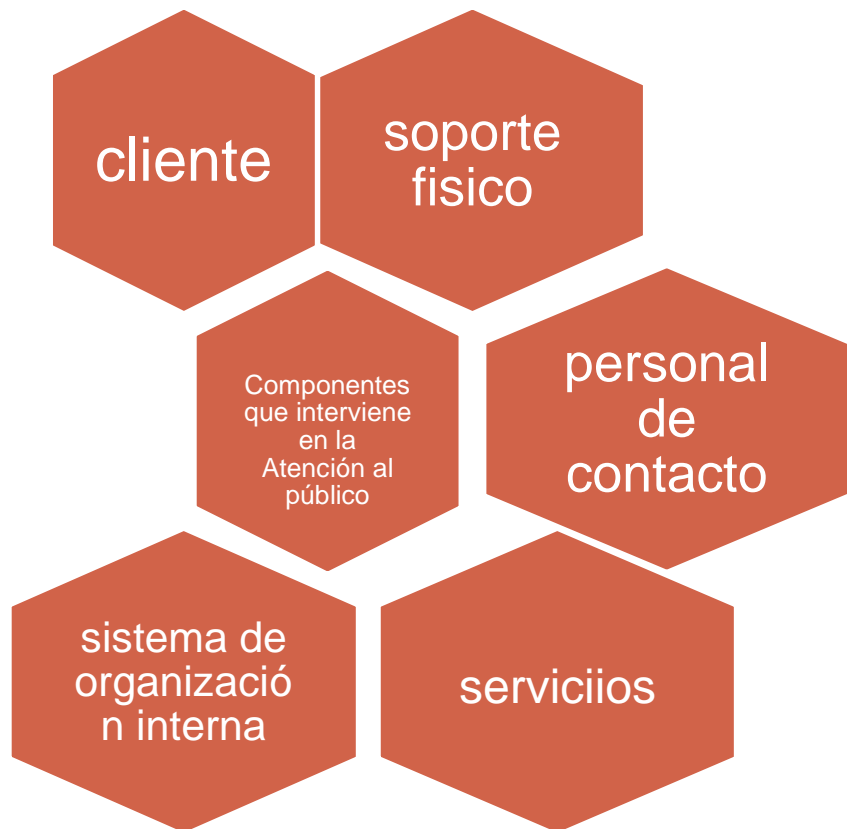 cliente
soporte
fisico
Componentes
que interviene
en la
Atención al
público
personal
de
contacto
sistema de
organizació
n interna
serviciios